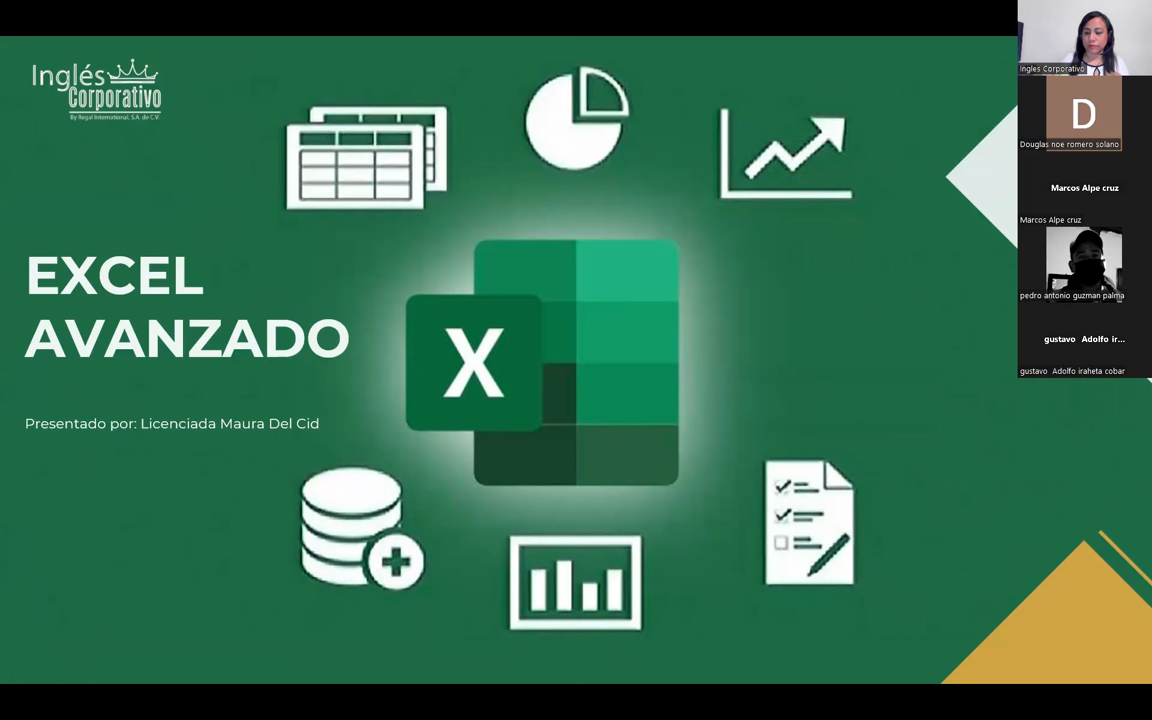 Inglés
Corporativo
By Regal International, S.A. de C.V.
EXCEL
AVANZADO
Presentado por: Licenciada Maura Del Cid
X
Ingles Corporativo
D
Douglas noe romero solano
Marcos Alpe cruz
Marcos Alpe cruz
pedro antonio guzman palma
gustavo Adolfo ir...
gustavo Adolfo iraheta cobar